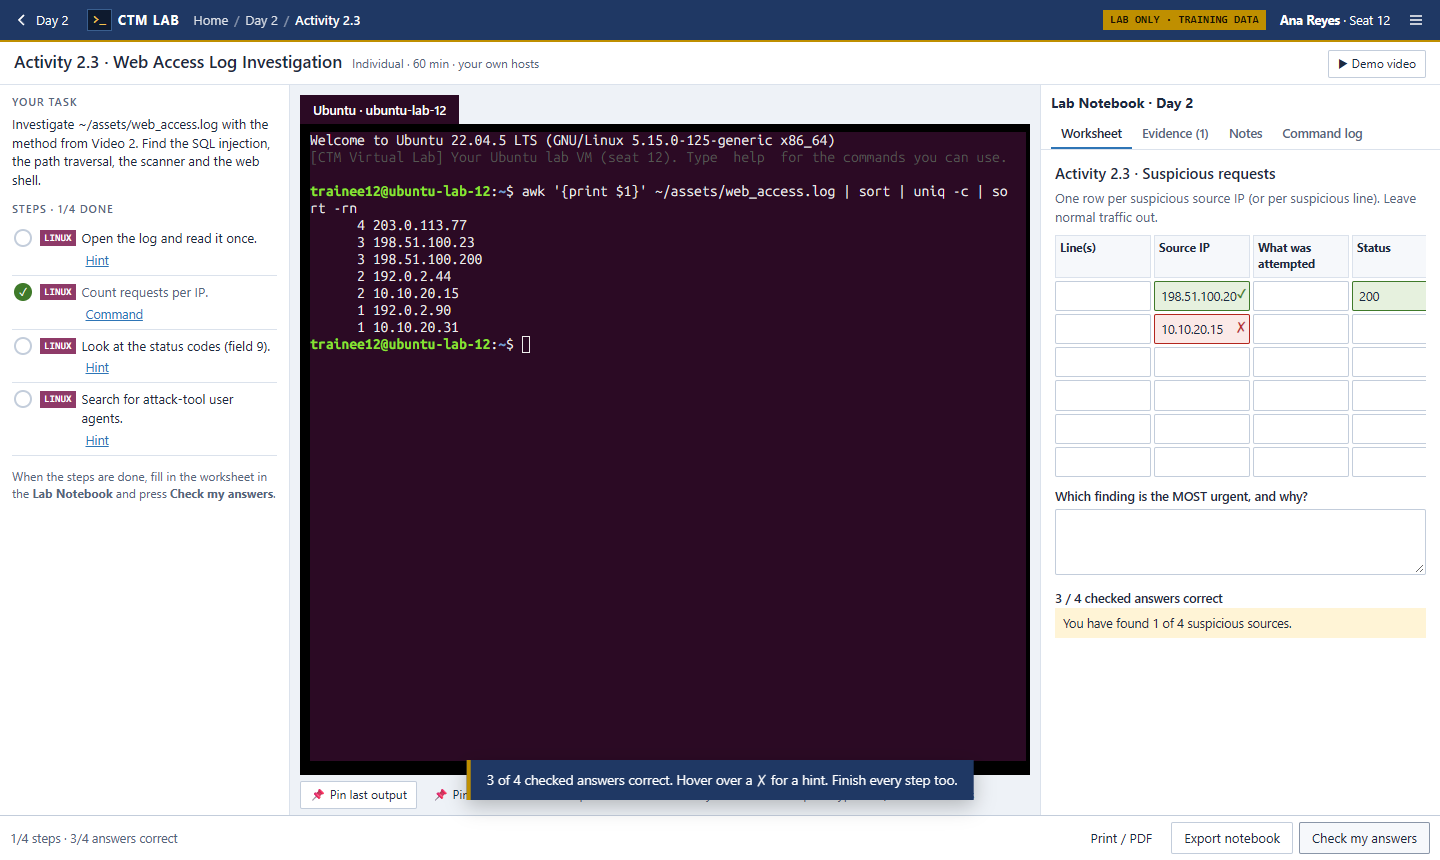 Day 2
>_ CTM LAB
Home / Day 2 / Activity 2.3
LAB ONLY · TRAINING DATA
Ana Reyes · Seat 12
Activity 2.3 · Web Access Log Investigation
Individual · 60 min · your own hosts
Demo video
YOUR TASK
Investigate ~/assets/web_access.log with the
method from Video 2. Find the SQL injection,
the path traversal, the scanner and the web
shell.
STEPS · 1/4 DONE
LINUX Open the log and read it once.
Hint
LINUX Count requests per IP.
Command
LINUX Look at the status codes (field 9).
Hint
LINUX Search for attack-tool user
agents.
Hint
When the steps are done, fill in the worksheet in
the Lab Notebook and press Check my answers.
Ubuntu · ubuntu-lab-12
Welcome to Ubuntu 22.04.5 LTS (GNU/Linux 5.15.0-125-generic x86_64)
[CTM Virtual Lab] Your Ubuntu lab VM (seat 12). Type help for the commands you can use.
trainee12@ubuntu-lab-12:~$ awk '{print $1}' ~/assets/web_access.log | sort | uniq -c | so
rt -rn
4 203.0.113.77
3 198.51.100.23
3 198.51.100.200
2 192.0.2.44
2 10.10.20.15
1 192.0.2.90
1 10.10.20.31
trainee12@ubuntu-lab-12:~$
Pin last output
3 of 4 checked answers correct. Hover over a ✗ for a hint. Finish every step too.
Lab Notebook · Day 2
Worksheet Evidence (1) Notes Command log
Activity 2.3 · Suspicious requests
One row per suspicious source IP (or per suspicious line). Leave
normal traffic out.
Line(s) Source IP What was Status
attempted
198.51.100.20 ✓ 200
10.10.20.15 ✗
Which finding is the MOST urgent, and why?
3 / 4 checked answers correct
You have found 1 of 4 suspicious sources.
1/4 steps · 3/4 answers correct
Print / PDF
Export notebook
Check my answers